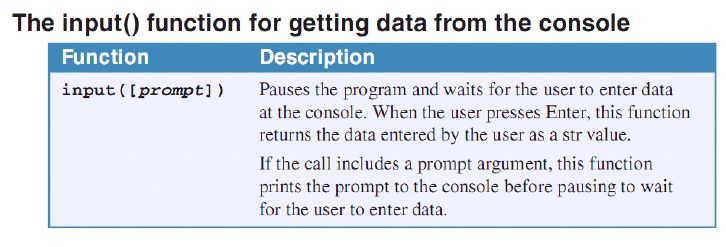 The input() function for getting data from the console
Function Description
input([prompt]) Pauses the program and waits for the user to enter data
at the console. When the user presses Enter, this function
returns the data entered by the user as a str value.
If the call includes a prompt argument, this function
prints the prompt to the console before pausing to wait
for the user to enter data.